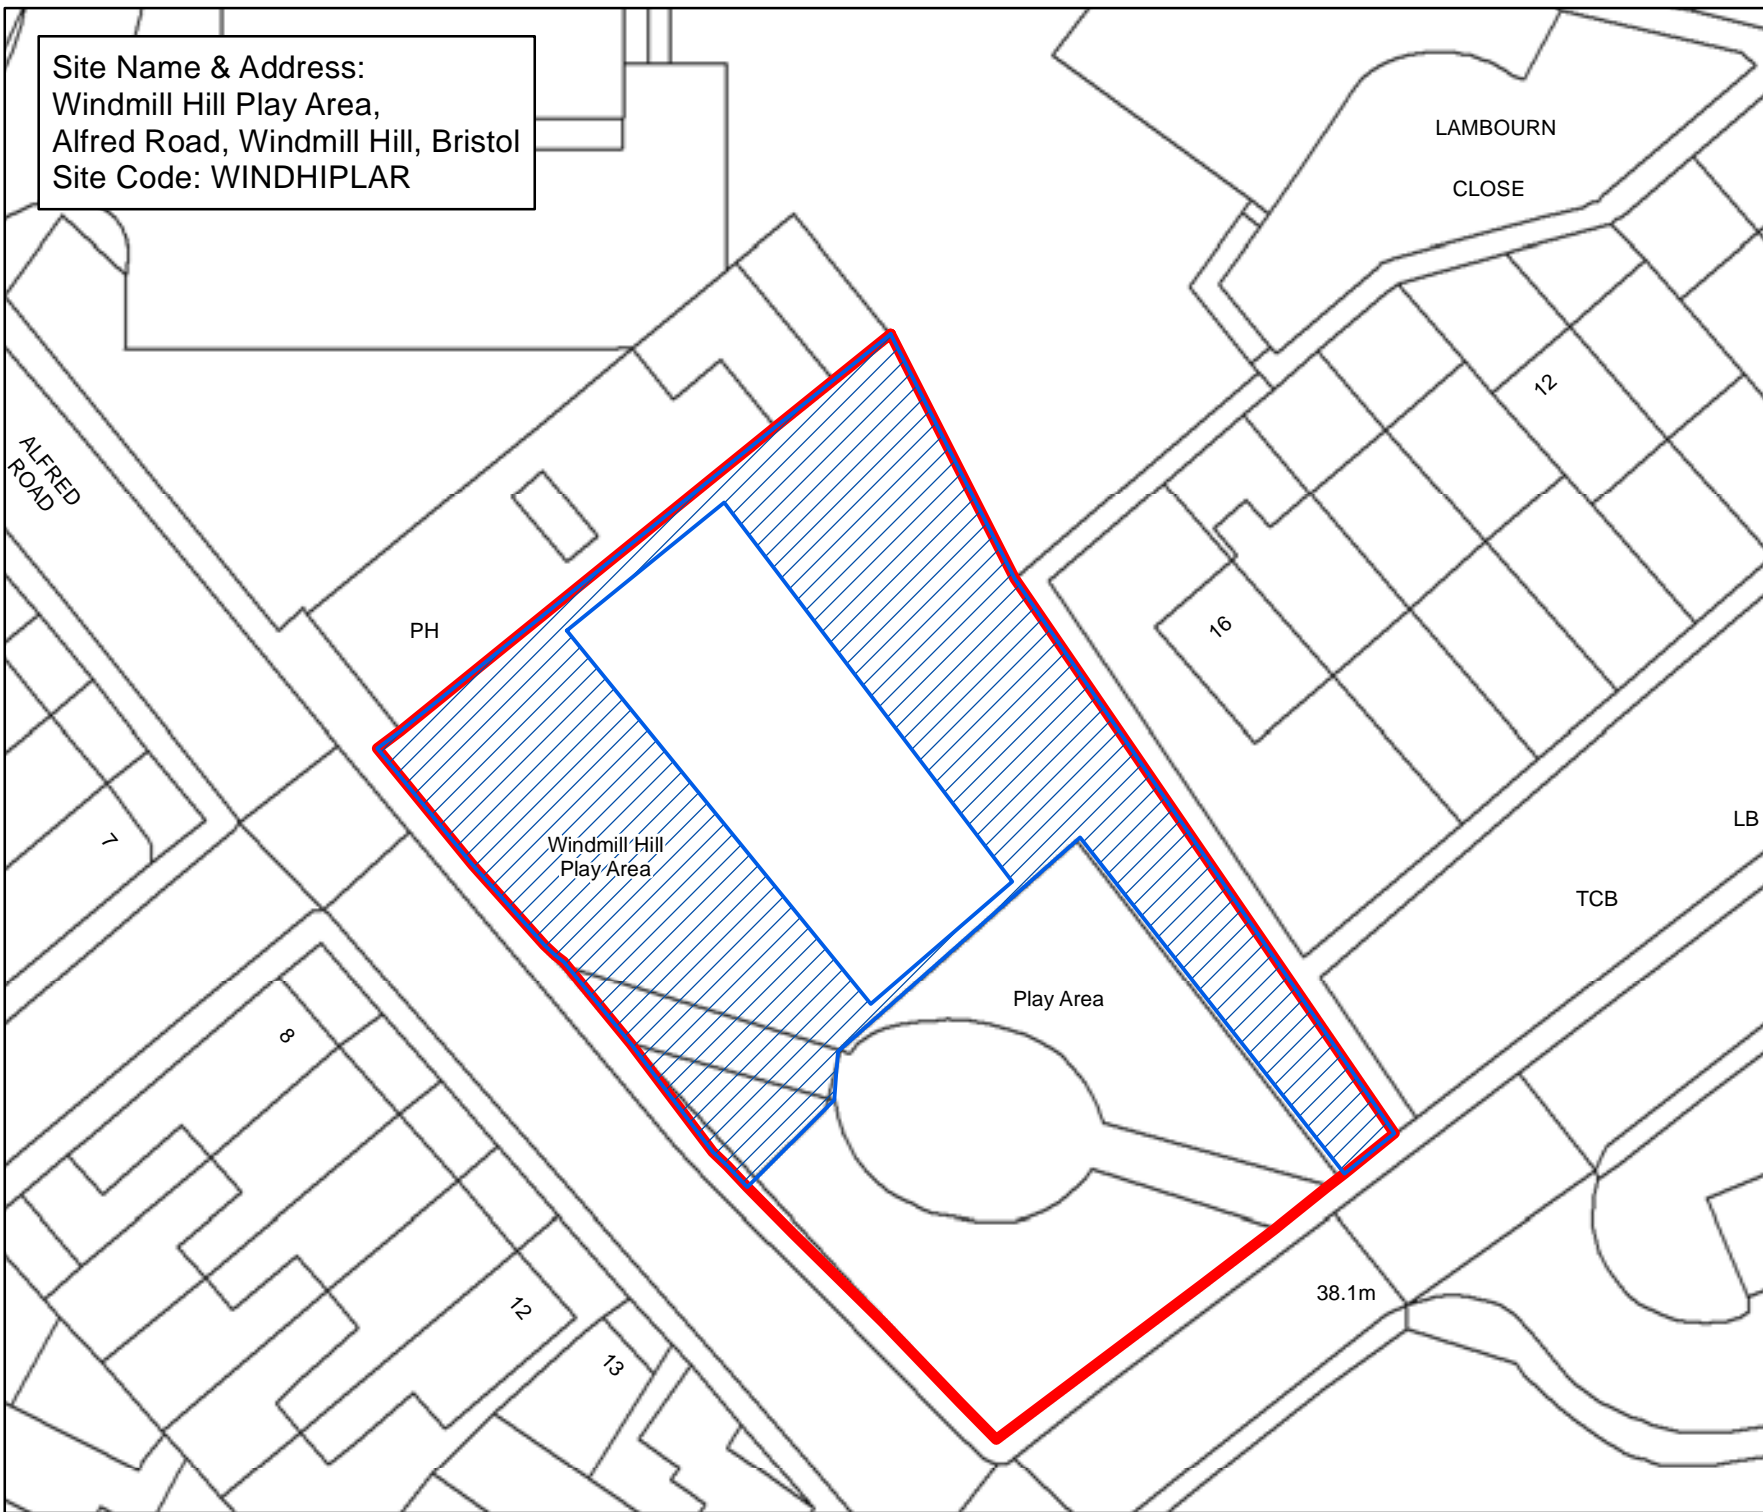 Site Name & Address:
Windmill Hill Play Area,
Alfred Road, Windmill Hill, Bristol
Site Code: WINDHIPLAR
LAMBOURN
CLOSE
12
ALFRED
ROAD
PH
16
7
Windmill Hill
Play Area
LB
TCB
Play Area
8
38.1m
12
13